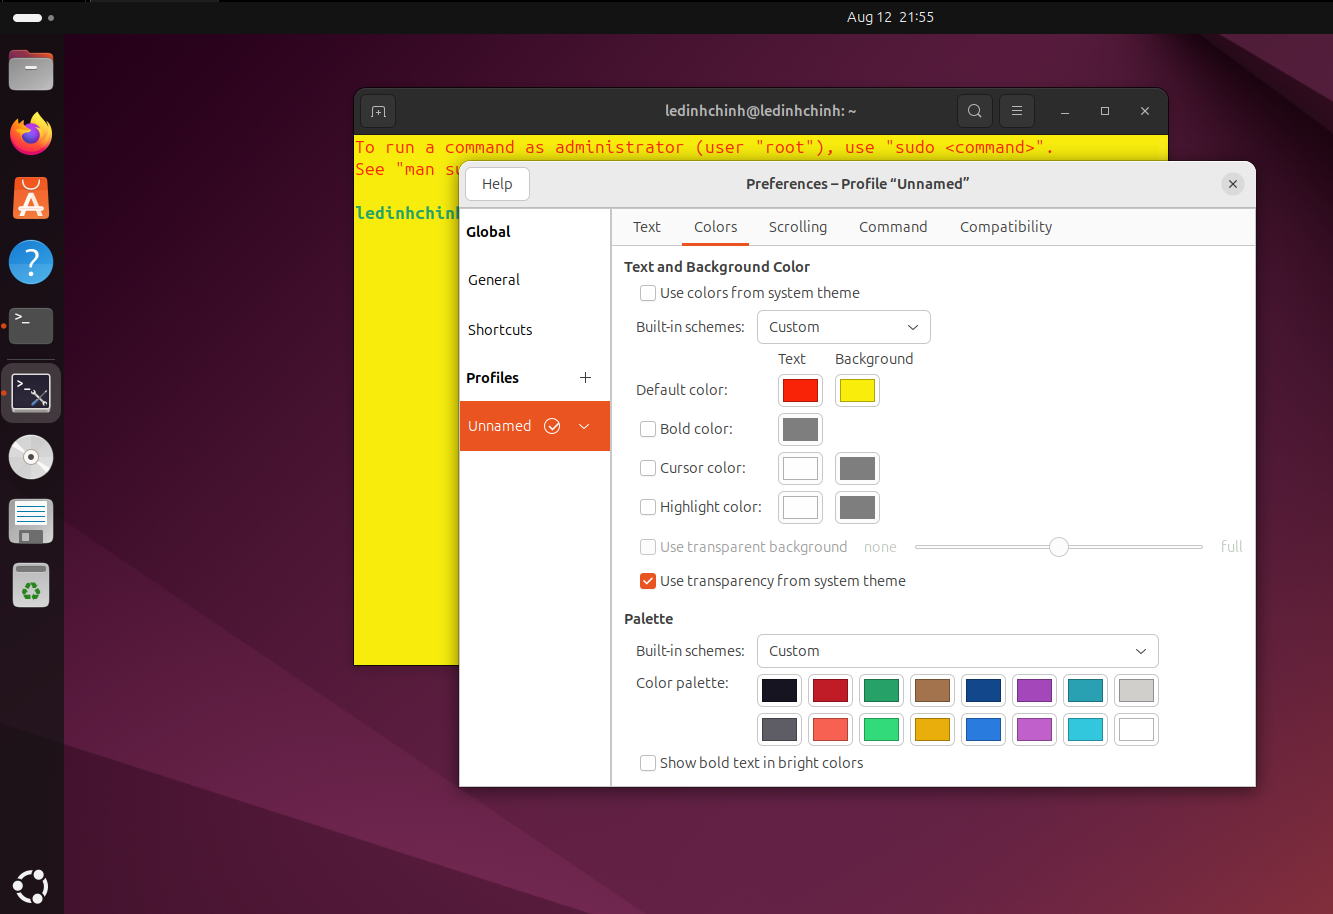 Aug 12 21:55
ledinhchinh@ledinhchinh: ~
To run a command as administrator (user "root"), use "sudo <command>".
See "man su
ledinhchinh
Help
Preferences – Profile “Unnamed”
Global
General
Shortcuts
Profiles
Unnamed
Text Colors Scrolling Command Compatibility
Text and Background Color
Use colors from system theme
Built-in schemes: Custom
Text Background
Default color:
Bold color:
Cursor color:
Highlight color:
Use transparent background none full
Use transparency from system theme
Palette
Built-in schemes: Custom
Color palette:
Show bold text in bright colors